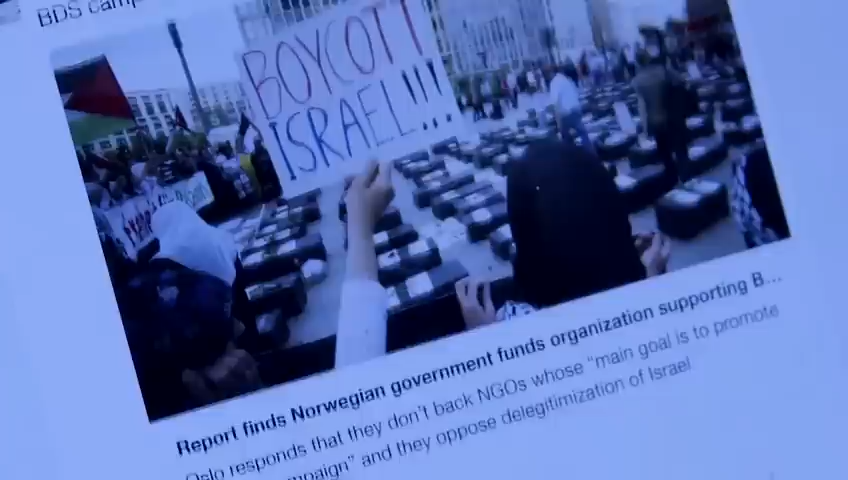 BDS camp
BOYCOTT
ISRAEL!!!
Report finds Norwegian government funds organization supporting B...
Oslo responds that they don't back NGOs whose "main goal is to promote
mpaign" and they oppose delegitimization of Israel